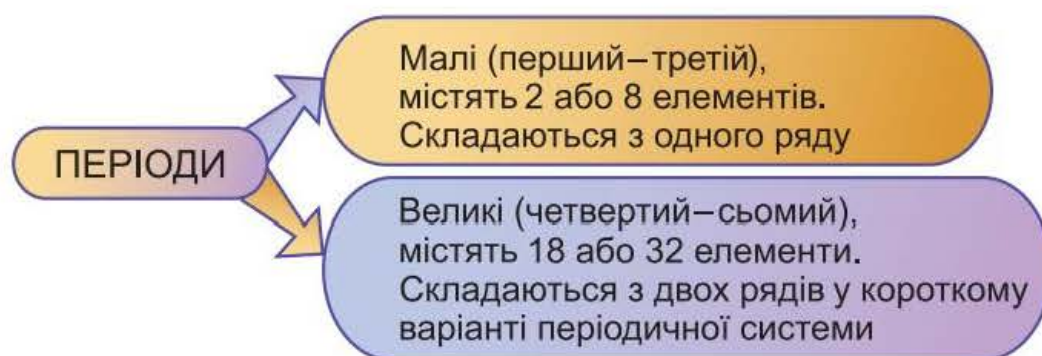 ПЕРІОДИ
Малі (перший–третій),
містять 2 або 8 елементів.
Складаються з одного ряду
Великі (четвертий–сьомий),
містять 18 або 32 елементи.
Складаються з двох рядів у короткому
варіанті періодичної системи